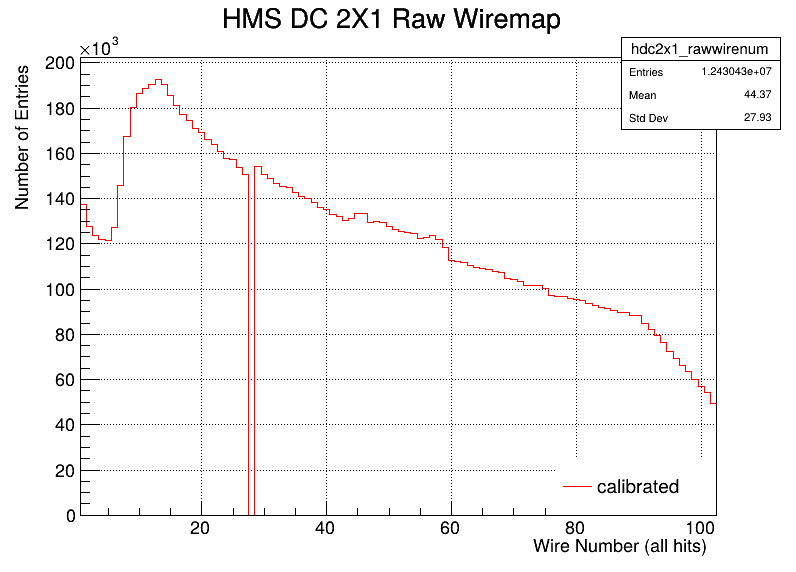 HMS DC 2X1 Raw Wiremap
hdc2x1_rawwirenum
Entries 1.243043e+07
Mean 44.37
Std Dev 27.93
×10³
Number of Entries
200
180
160
140
120
100
80
60
40
20
0
calibrated
20 40 60 80 100
Wire Number (all hits)